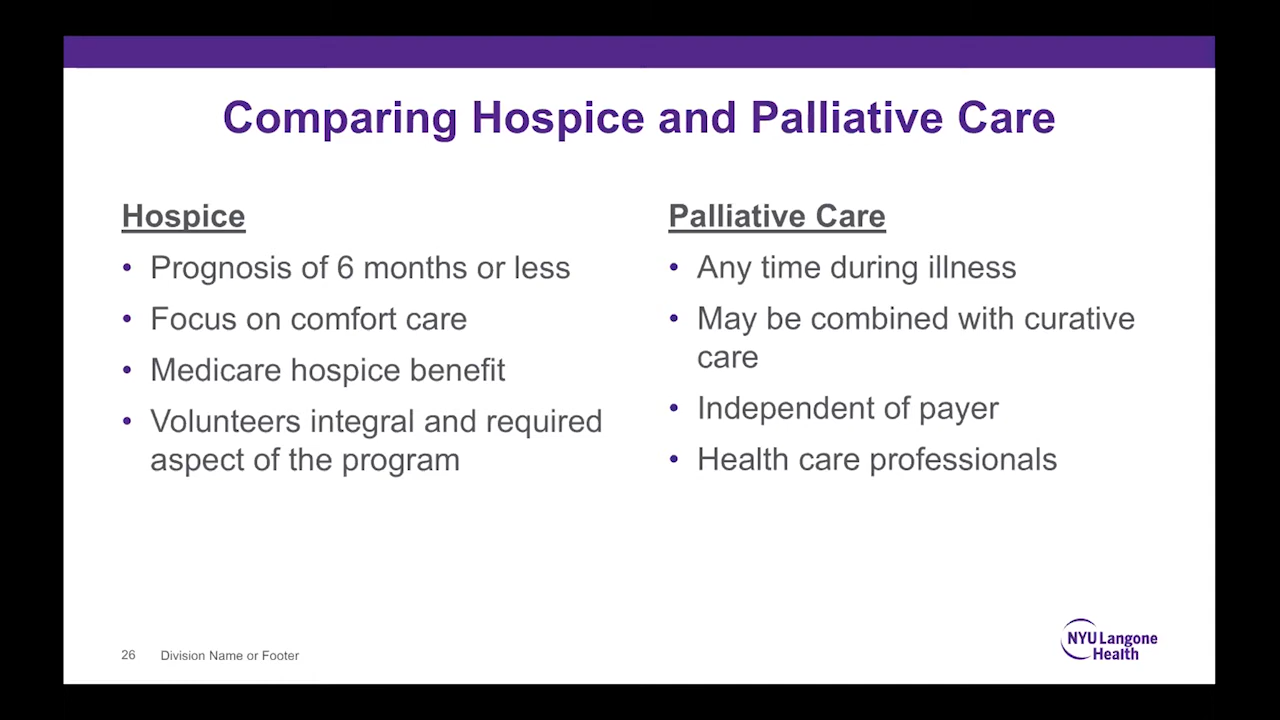 Comparing Hospice and Palliative Care
Hospice
• Prognosis of 6 months or less
• Focus on comfort care
• Medicare hospice benefit
• Volunteers integral and required
aspect of the program
Palliative Care
• Any time during illness
• May be combined with curative
care
• Independent of payer
• Health care professionals
26 Division Name or Footer
NYU Langone
Health